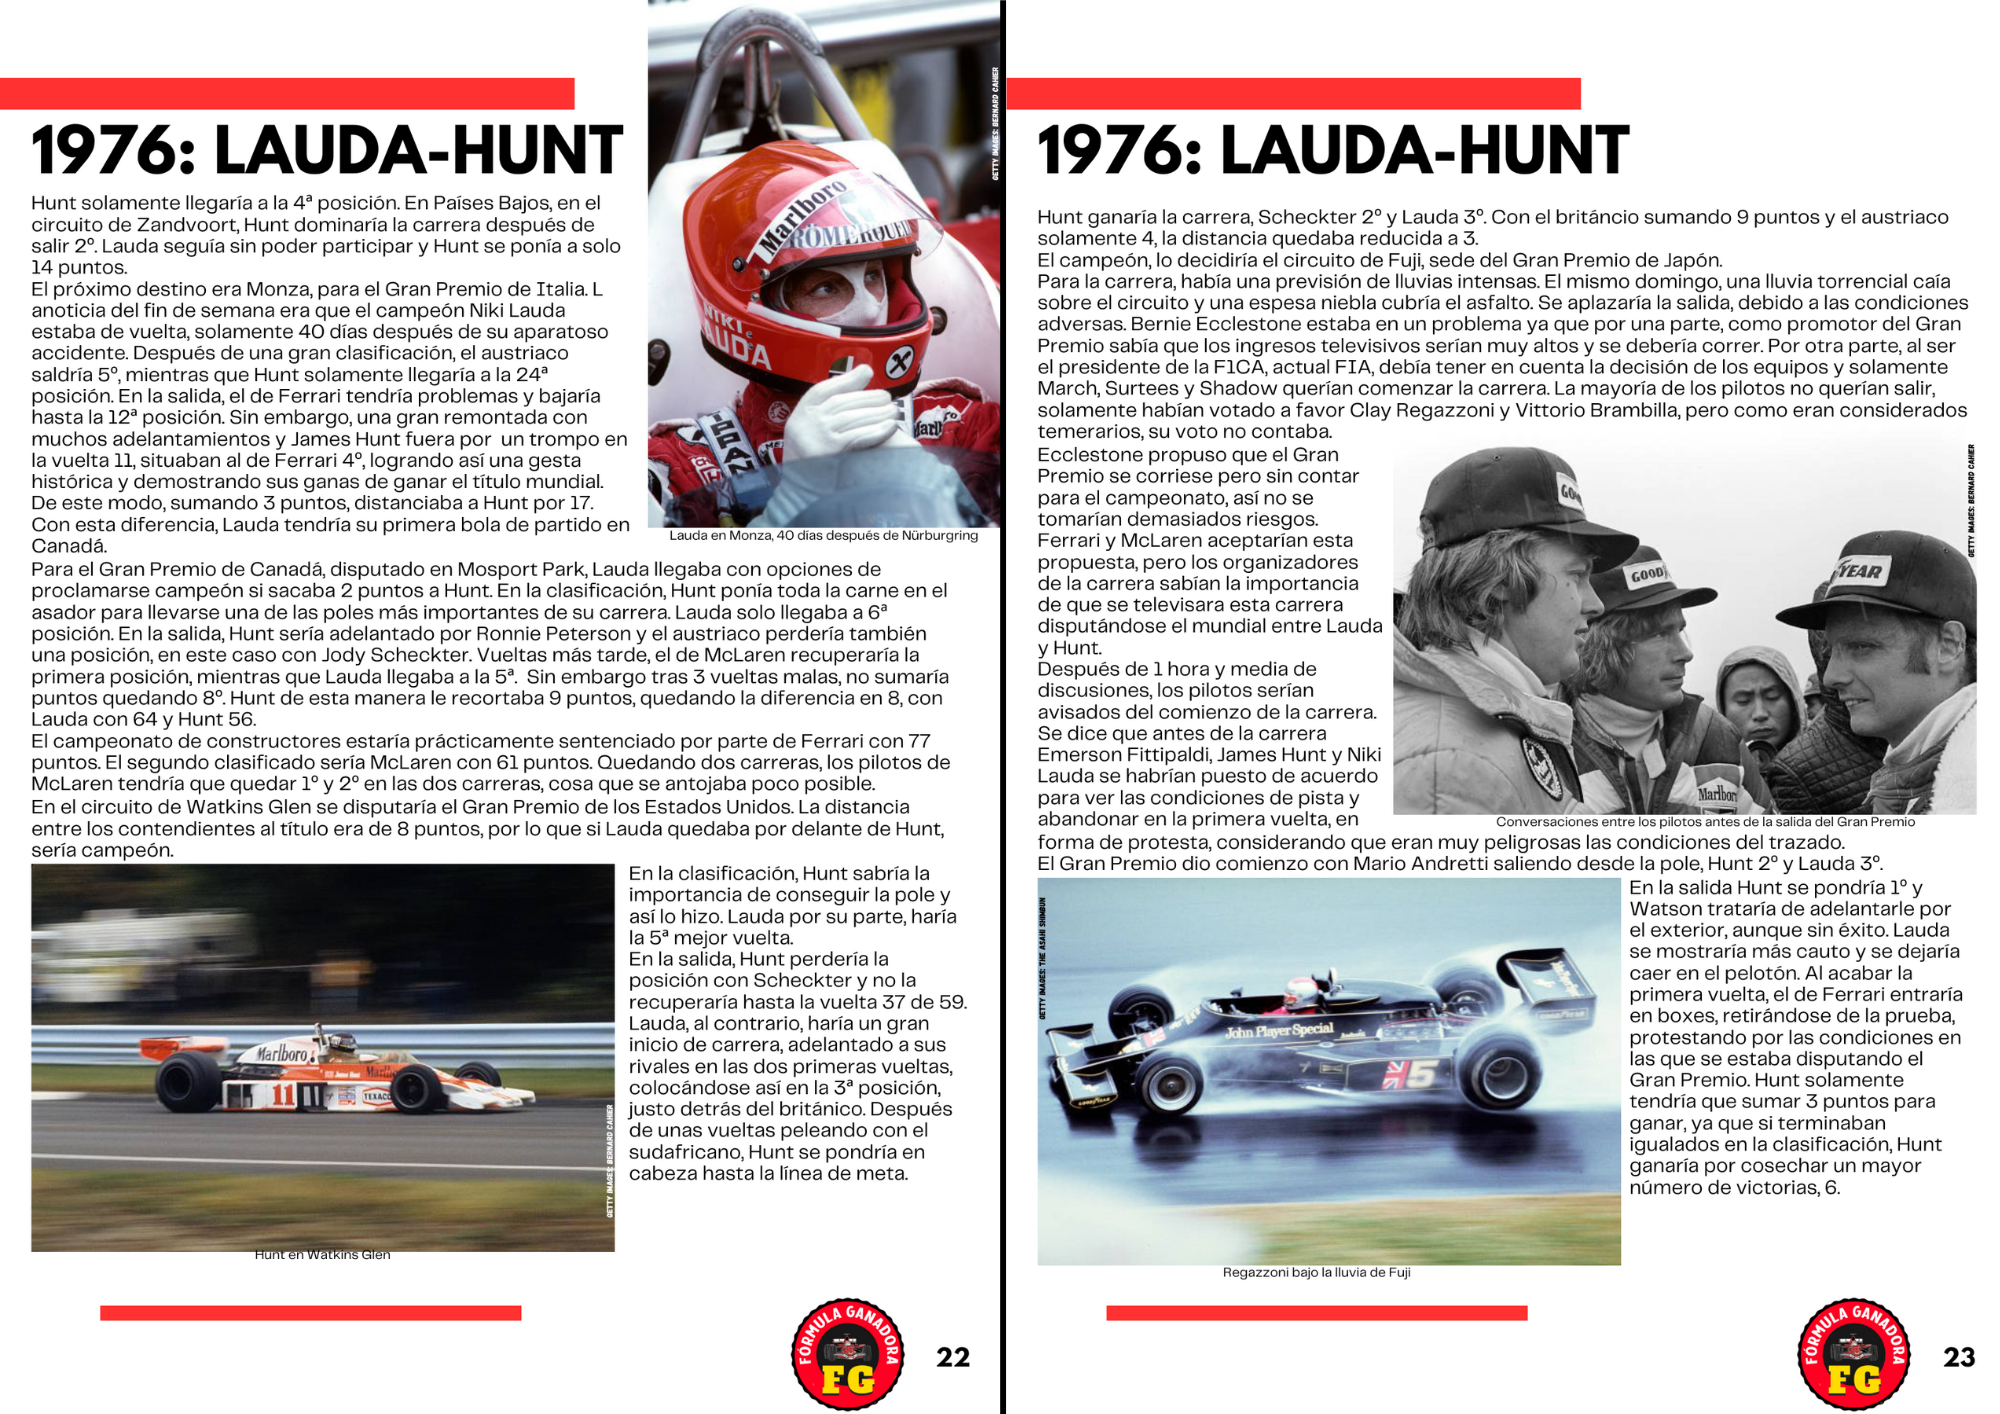 1976: LAUDA-HUNT
Hunt solamente llegaría a la 4ª posición. En Países Bajos, en el
circuito de Zandvoort, Hunt dominaría la carrera después de
salir 2º. Lauda seguía sin poder participar y Hunt se ponía a solo
14 puntos.
El próximo destino era Monza, para el Gran Premio de Italia. L
anoticia del fin de semana era que el campeón Niki Lauda
estaba de vuelta, solamente 40 días después de su aparatoso
accidente. Después de una gran clasificación, el austriaco
saldría 5º, mientras que Hunt solamente llegaría a la 24ª
posición. En la salida, el de Ferrari tendría problemas y bajaría
hasta la 12ª posición. Sin embargo, una gran remontada con
muchos adelantamientos y James Hunt fuera por un trompo en
la vuelta 11, situaban al de Ferrari 4º, logrando así una gesta
histórica y demostrando sus ganas de ganar el título mundial.
De este modo, sumando 3 puntos, distanciaba a Hunt por 17.
Con esta diferencia, Lauda tendría su primera bola de partido en
Canadá.
GETTY IMAGES: BERNARD CAHIER
Marlboro
RÖMERQUELLE
NIKI
LAUDA
Marlb
Lauda en Monza, 40 días después de Nürburgring
Para el Gran Premio de Canadá, disputado en Mosport Park, Lauda llegaba con opciones de
proclamarse campeón si sacaba 2 puntos a Hunt. En la clasificación, Hunt ponía toda la carne en el
asador para llevarse una de las poles más importantes de su carrera. Lauda solo llegaba a 6ª
posición. En la salida, Hunt sería adelantado por Ronnie Peterson y el austriaco perdería también
una posición, en este caso con Jody Scheckter. Vueltas más tarde, el de McLaren recuperaría la
primera posición, mientras que Lauda llegaba a la 5ª. Sin embargo tras 3 vueltas malas, no sumaría
puntos quedando 8º. Hunt de esta manera le recortaba 9 puntos, quedando la diferencia en 8, con
Lauda con 64 y Hunt 56.
El campeonato de constructores estaría prácticamente sentenciado por parte de Ferrari con 77
puntos. El segundo clasificado sería McLaren con 61 puntos. Quedando dos carreras, los pilotos de
McLaren tendría que quedar 1º y 2º en las dos carreras, cosa que se antojaba poco posible.
En el circuito de Watkins Glen se disputaría el Gran Premio de los Estados Unidos. La distancia
entre los contendientes al título era de 8 puntos, por lo que si Lauda quedaba por delante de Hunt,
sería campeón.
Marlboro
11
TEXACO
GETTY IMAGES: BERNARD CAHIER
Hunt en Watkins Glen
En la clasificación, Hunt sabría la
importancia de conseguir la pole y
así lo hizo. Lauda por su parte, haría
la 5ª mejor vuelta.
En la salida, Hunt perdería la
posición con Scheckter y no la
recuperaría hasta la vuelta 37 de 59.
Lauda, al contrario, haría un gran
inicio de carrera, adelantado a sus
rivales en las dos primeras vueltas,
colocándose así en la 3ª posición,
justo detrás del británico. Después
de unas vueltas peleando con el
sudafricano, Hunt se pondría en
cabeza hasta la línea de meta.
FÓRMULA GANADORA
FG
22
1976: LAUDA-HUNT
Hunt ganaría la carrera, Scheckter 2º y Lauda 3º. Con el británcio sumando 9 puntos y el austriaco
solamente 4, la distancia quedaba reducida a 3.
El campeón, lo decidiría el circuito de Fuji, sede del Gran Premio de Japón.
Para la carrera, había una previsión de lluvias intensas. El mismo domingo, una lluvia torrencial caía
sobre el circuito y una espesa niebla cubría el asfalto. Se aplazaría la salida, debido a las condiciones
adversas. Bernie Ecclestone estaba en un problema ya que por una parte, como promotor del Gran
Premio sabía que los ingresos televisivos serían muy altos y se debería correr. Por otra parte, al ser
el presidente de la F1CA, actual FIA, debía tener en cuenta la decisión de los equipos y solamente
March, Surtees y Shadow querían comenzar la carrera. La mayoría de los pilotos no querían salir,
solamente habían votado a favor Clay Regazzoni y Vittorio Brambilla, pero como eran considerados
temerarios, su voto no contaba.
Ecclestone propuso que el Gran
Premio se corriese pero sin contar
para el campeonato, así no se
tomarían demasiados riesgos.
Ferrari y McLaren aceptarían esta
propuesta, pero los organizadores
de la carrera sabían la importancia
de que se televisara esta carrera
disputándose el mundial entre Lauda
y Hunt.
Después de 1 hora y media de
discusiones, los pilotos serían
avisados del comienzo de la carrera.
Se dice que antes de la carrera
Emerson Fittipaldi, James Hunt y Niki
Lauda se habrían puesto de acuerdo
para ver las condiciones de pista y
abandonar en la primera vuelta, en
forma de protesta, considerando que eran muy peligrosas las condiciones del trazado.
El Gran Premio dio comienzo con Mario Andretti saliendo desde la pole, Hunt 2º y Lauda 3º.
GOO
GOOD
YEAR
Marlboro
GETTY IMAGES: BERNARD CAHIER
Conversaciones entre los pilotos antes de la salida del Gran Premio
GETTY IMAGES: THE ASAHI SHIMBUN
John Player Special
5
Regazzoni bajo la lluvia de Fuji
En la salida Hunt se pondría 1º y
Watson trataría de adelantarle por
el exterior, aunque sin éxito. Lauda
se mostraría más cauto y se dejaría
caer en el pelotón. Al acabar la
primera vuelta, el de Ferrari entraría
en boxes, retirándose de la prueba,
protestando por las condiciones en
las que se estaba disputando el
Gran Premio. Hunt solamente
tendría que sumar 3 puntos para
ganar, ya que si terminaban
igualados en la clasificación, Hunt
ganaría por cosechar un mayor
número de victorias, 6.
FÓRMULA GANADORA
FG
23